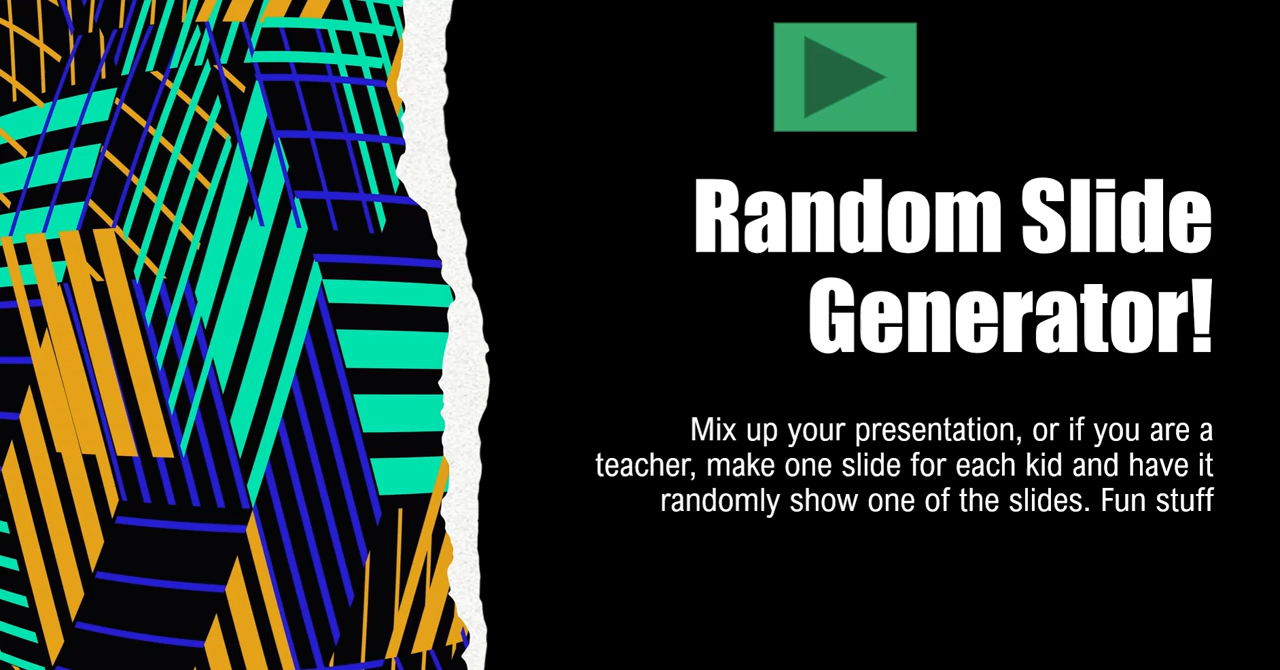 Random Slide
Generator!
Mix up your presentation, or if you are a
teacher, make one slide for each kid and have it
randomly show one of the slides. Fun stuff